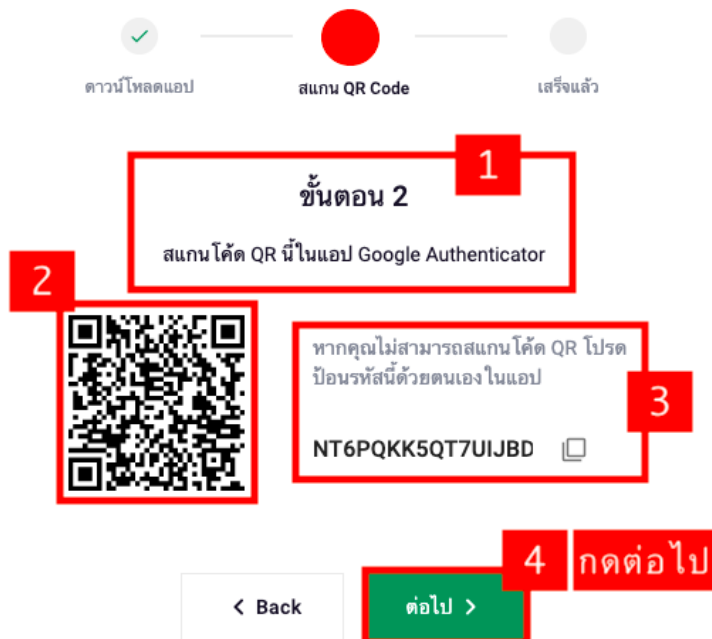 ดาวน์โหลดแอป
สแกน QR Code
เสร็จแล้ว
1
ขั้นตอน 2
สแกนโค้ด QR นี้ในแอป Google Authenticator
2
หากคุณไม่สามารถสแกนโค้ด QR โปรด
ป้อนรหัสนี้ด้วยตนเองในแอป
3
NT6PQKK5QT7UIJBD
4 กดต่อไป
Back
ต่อไป